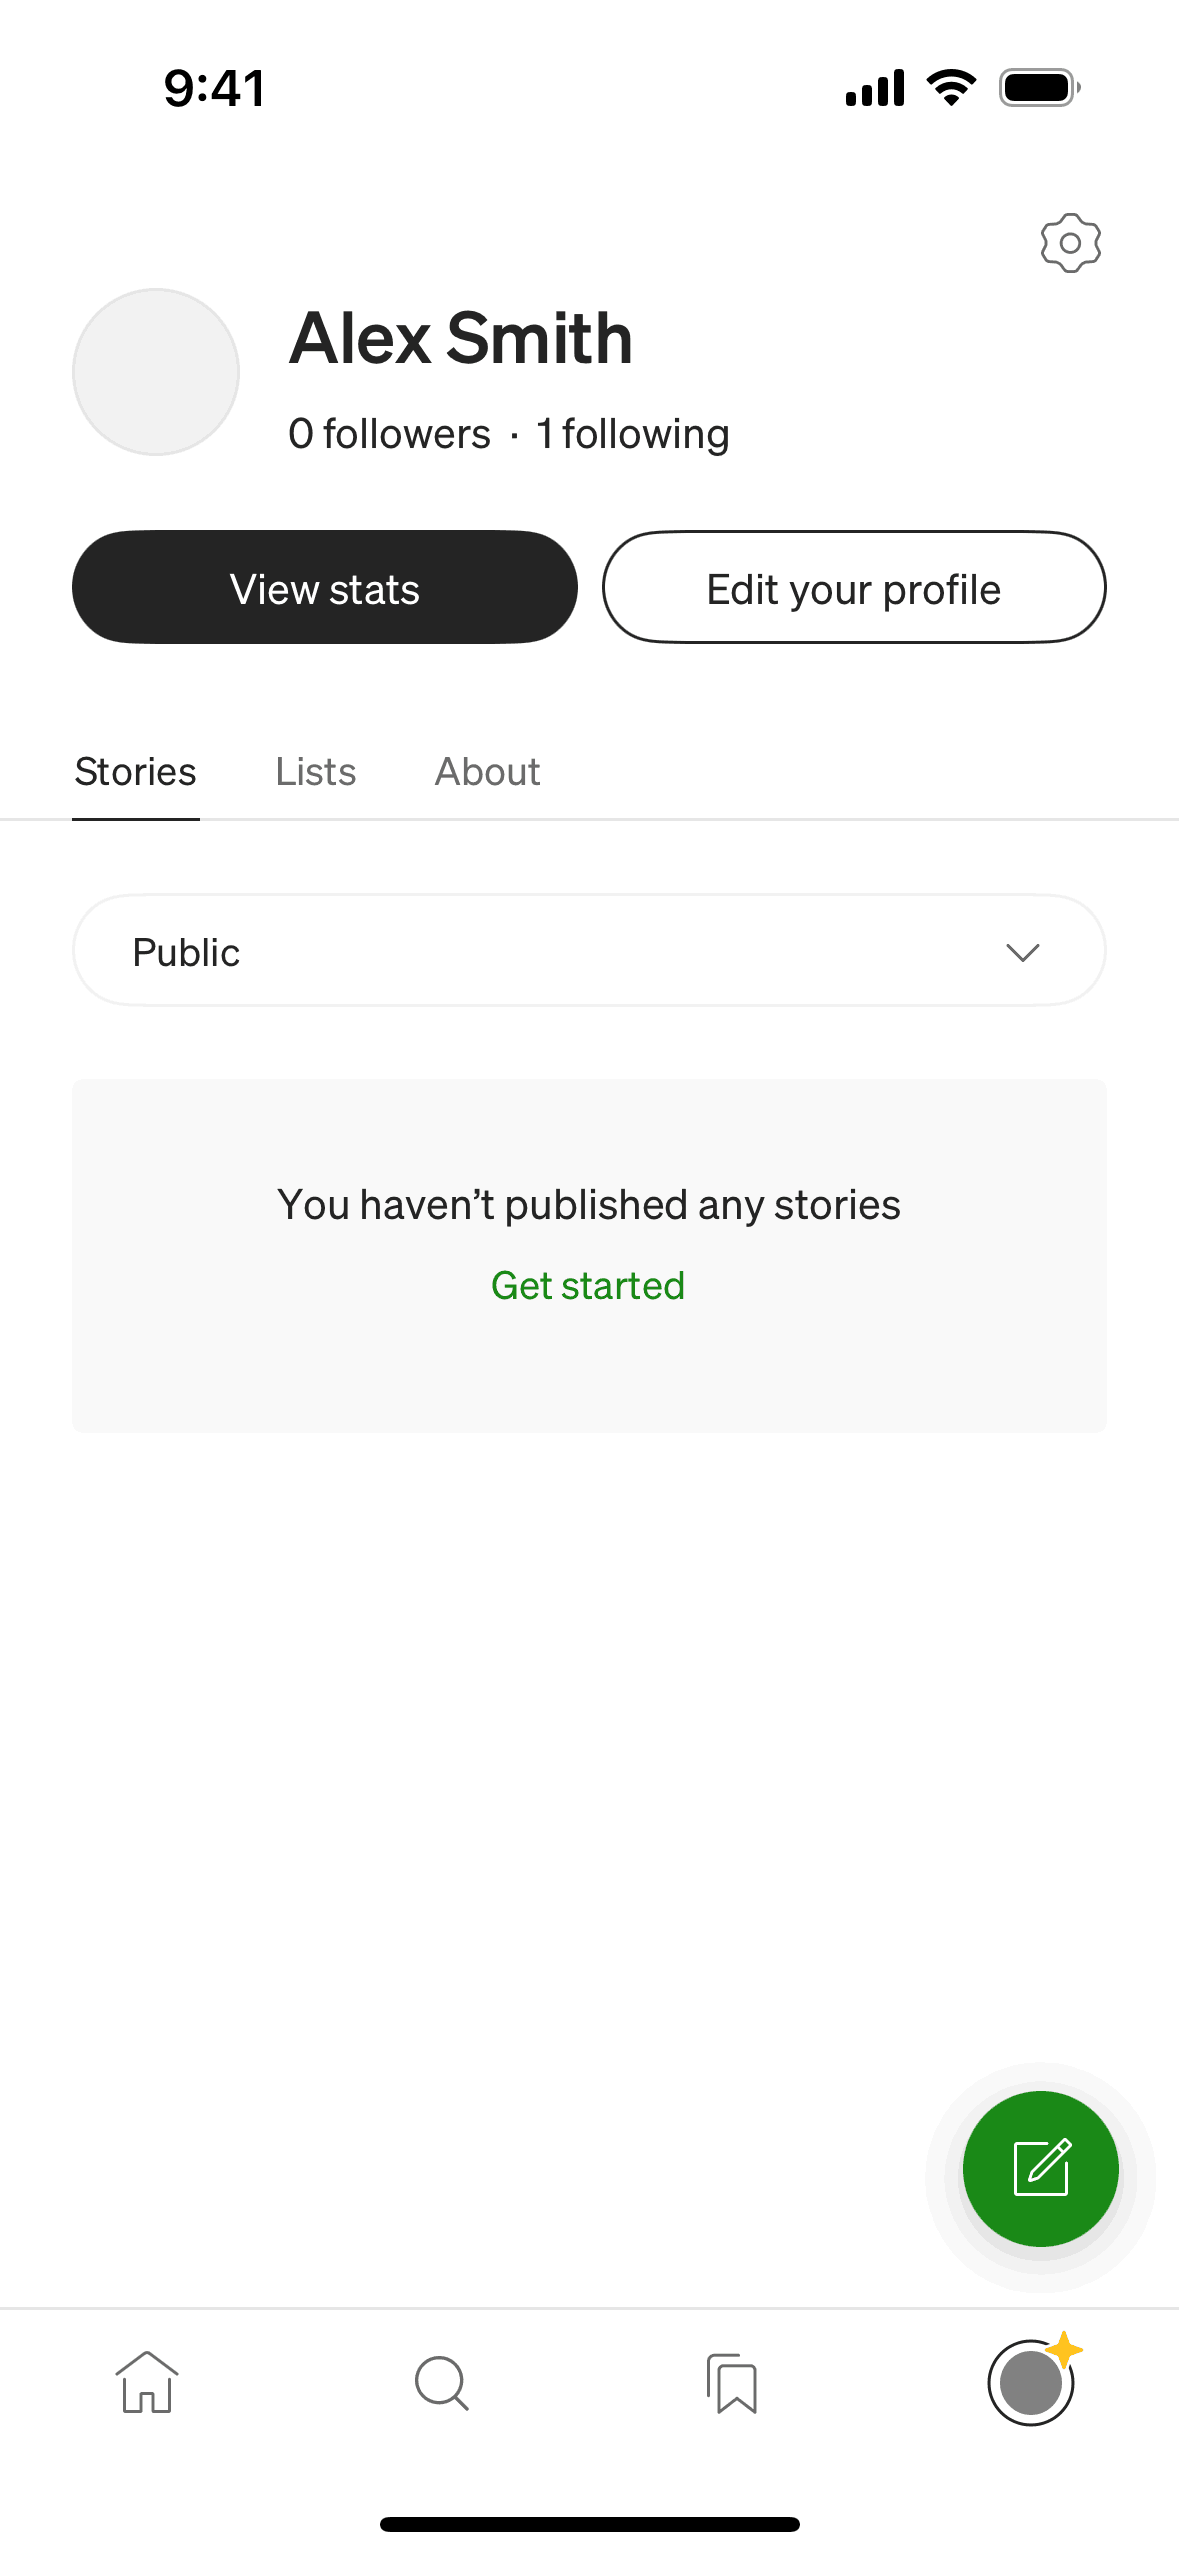 9:41
Alex Smith
0 followers · 1 following
View stats
Edit your profile
Stories
Lists
About
Public
You haven’t published any stories
Get started